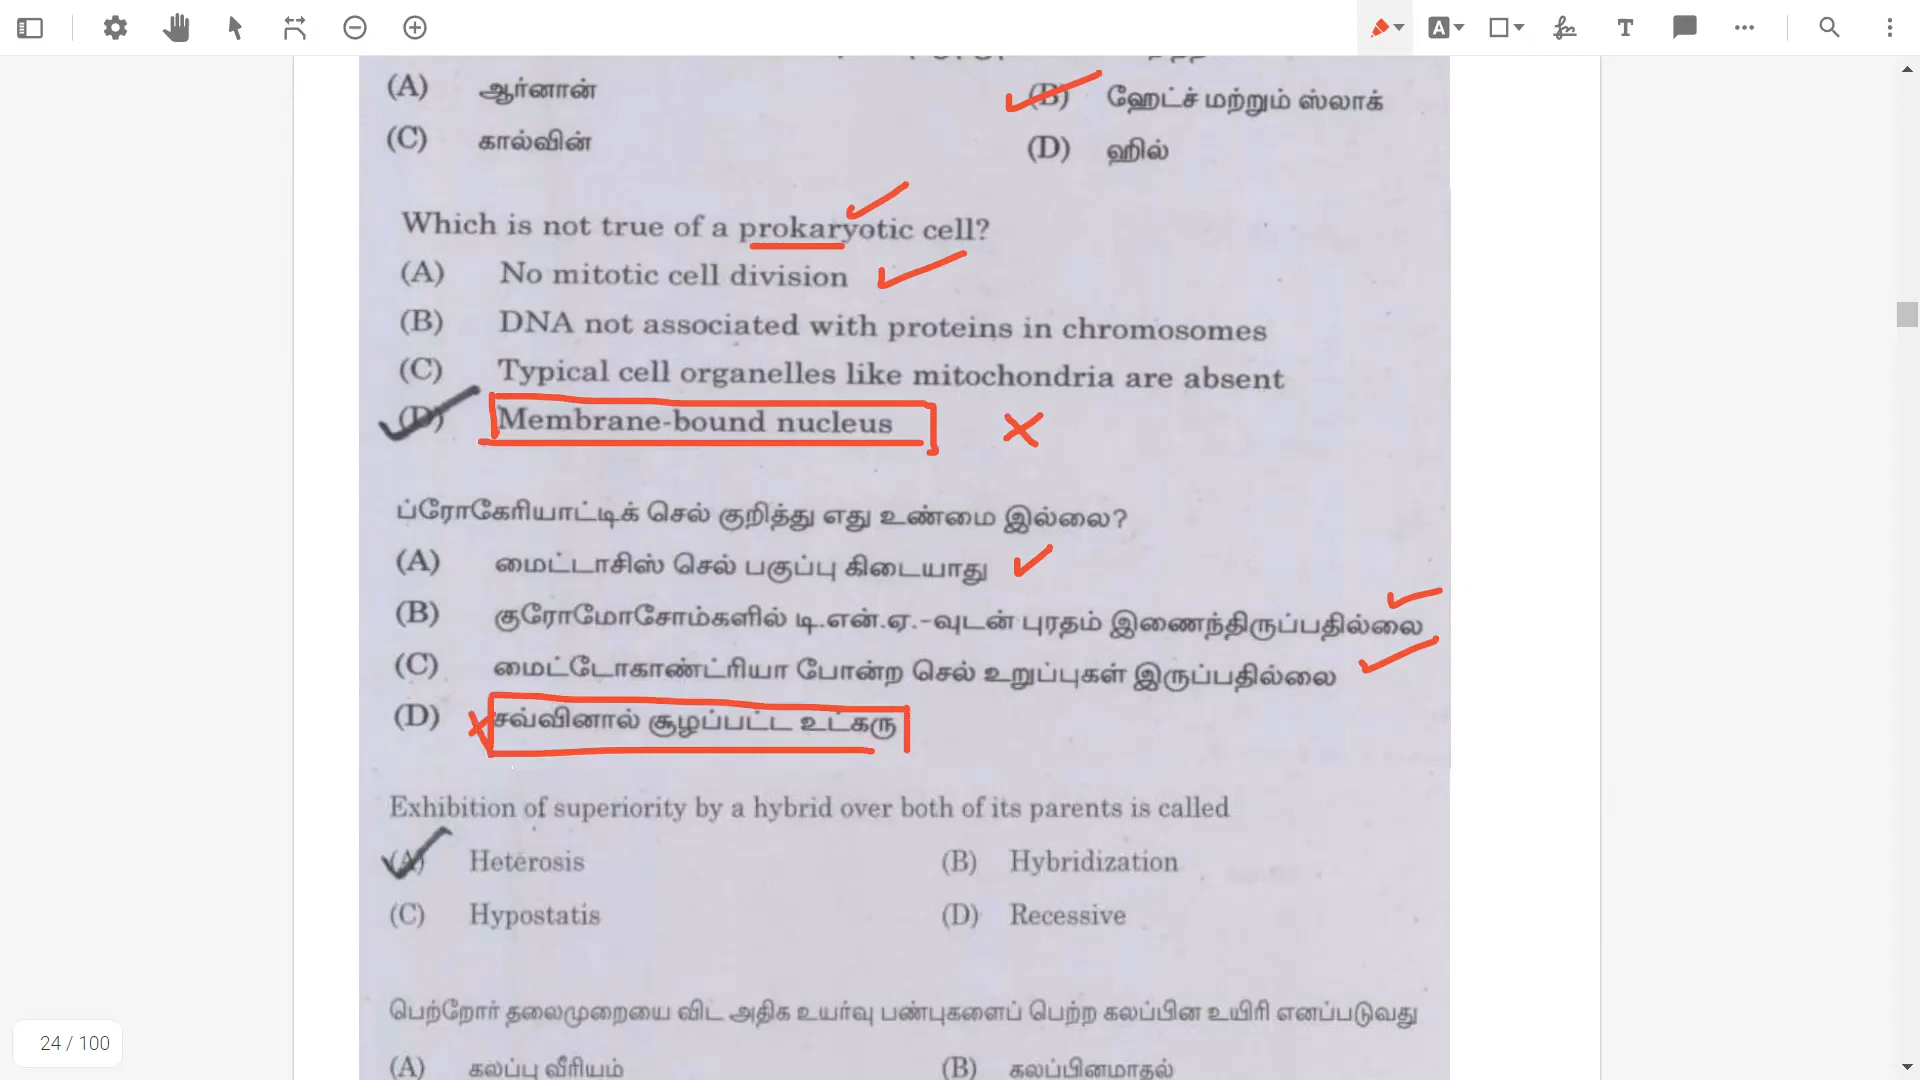 (A) ஆர்னான் (B) ஹேட்ச் மற்றும் ஸ்லாக்
(C) கால்வின் (D) ஹில்
Which is not true of a prokaryotic cell?
(A) No mitotic cell division
(B) DNA not associated with proteins in chromosomes
(C) Typical cell organelles like mitochondria are absent
(D) Membrane-bound nucleus
ப்ரோகேரியாட்டிக் செல் குறித்து எது உண்மை இல்லை?
(A) மைட்டாசிஸ் செல் பகுப்பு கிடையாது
(B) குரோமோசோம்களில் டி.என்.ஏ.-வுடன் புரதம் இணைந்திருப்பதில்லை
(C) மைட்டோகாண்ட்ரியா போன்ற செல் உறுப்புகள் இருப்பதில்லை
(D) சவ்வினால் சூழப்பட்ட உட்கரு
Exhibition of superiority by a hybrid over both of its parents is called
(A) Heterosis (B) Hybridization
(C) Hypostatis (D) Recessive
பெற்றோர் தலைமுறையை விட அதிக உயர்வு பண்புகளைப் பெற்ற கலப்பின உயிரி எனப்படுவது
(A) கலப்பு வீரியம் (B) கலப்பினமாதல்
24 / 100